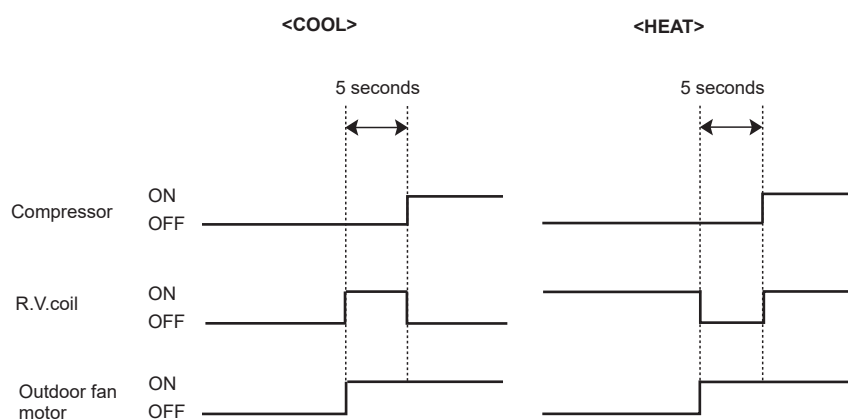 <COOL>
<HEAT>
5 seconds
5 seconds
Compressor
ON
OFF
R.V.coil
ON
OFF
Outdoor fan
motor
ON
OFF